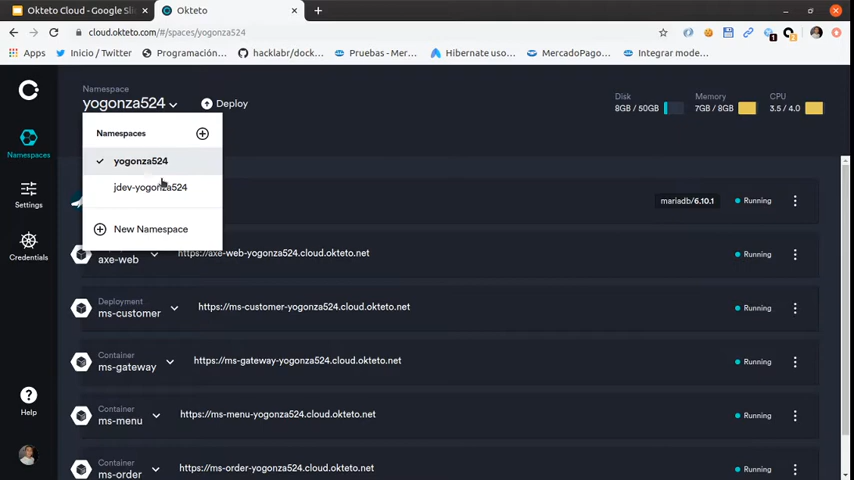 Okteto Cloud - Google Sli
Okteto
cloud.okteto.com/#/spaces/yogonza524
Apps
Inicio / Twitter
Programación...
hacklabr/dock...
Pruebas - Mer...
Hibernate usec...
MercadoPago...
Integrar mode...
Namespace
yogonza524
Deploy
Disk
8GB / 50GB
Memory
7GB / 8GB
CPU
3.5 / 4.0
Namespaces
yogonza524
jdev-yogonza524
New Namespace
Namespaces
Settings
Credentials
Help
mariadb/6.10.1
Running
axe-web
https://axe-web-yogonza524.cloud.okteto.net
Running
Deployment
ms-customer
https://ms-customer-yogonza524.cloud.okteto.net
Running
Container
ms-gateway
https://ms-gateway-yogonza524.cloud.okteto.net
Running
Container
ms-menu
https://ms-menu-yogonza524.cloud.okteto.net
Running
Container
ms-order
https://ms-order-yogonza524.cloud.okteto.net
Running